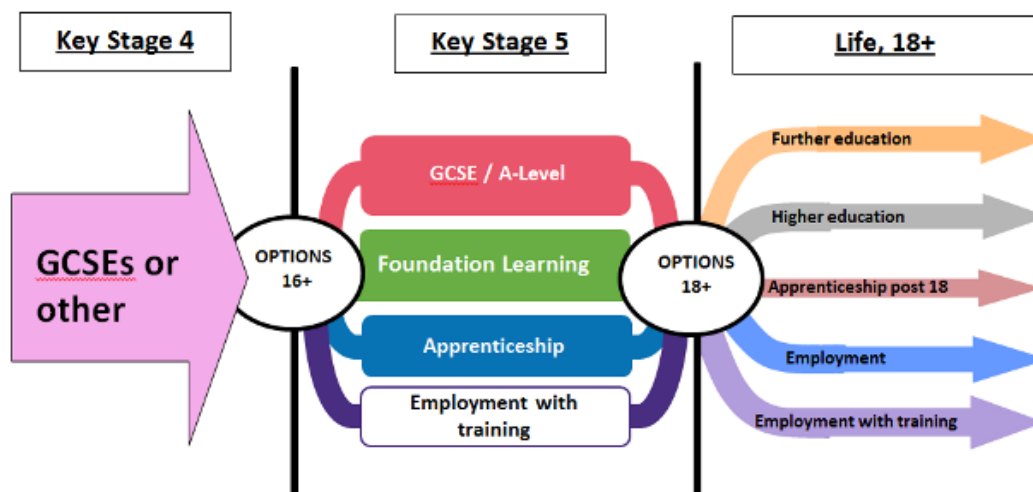 Key Stage 4
Key Stage 5
Life, 18+
GCSEs or
other
OPTIONS
16+
GCSE / A-Level
Foundation Learning
Apprenticeship
Employment with
training
OPTIONS
18+
Further education
Higher education
Apprenticeship post 18
Employment
Employment with training